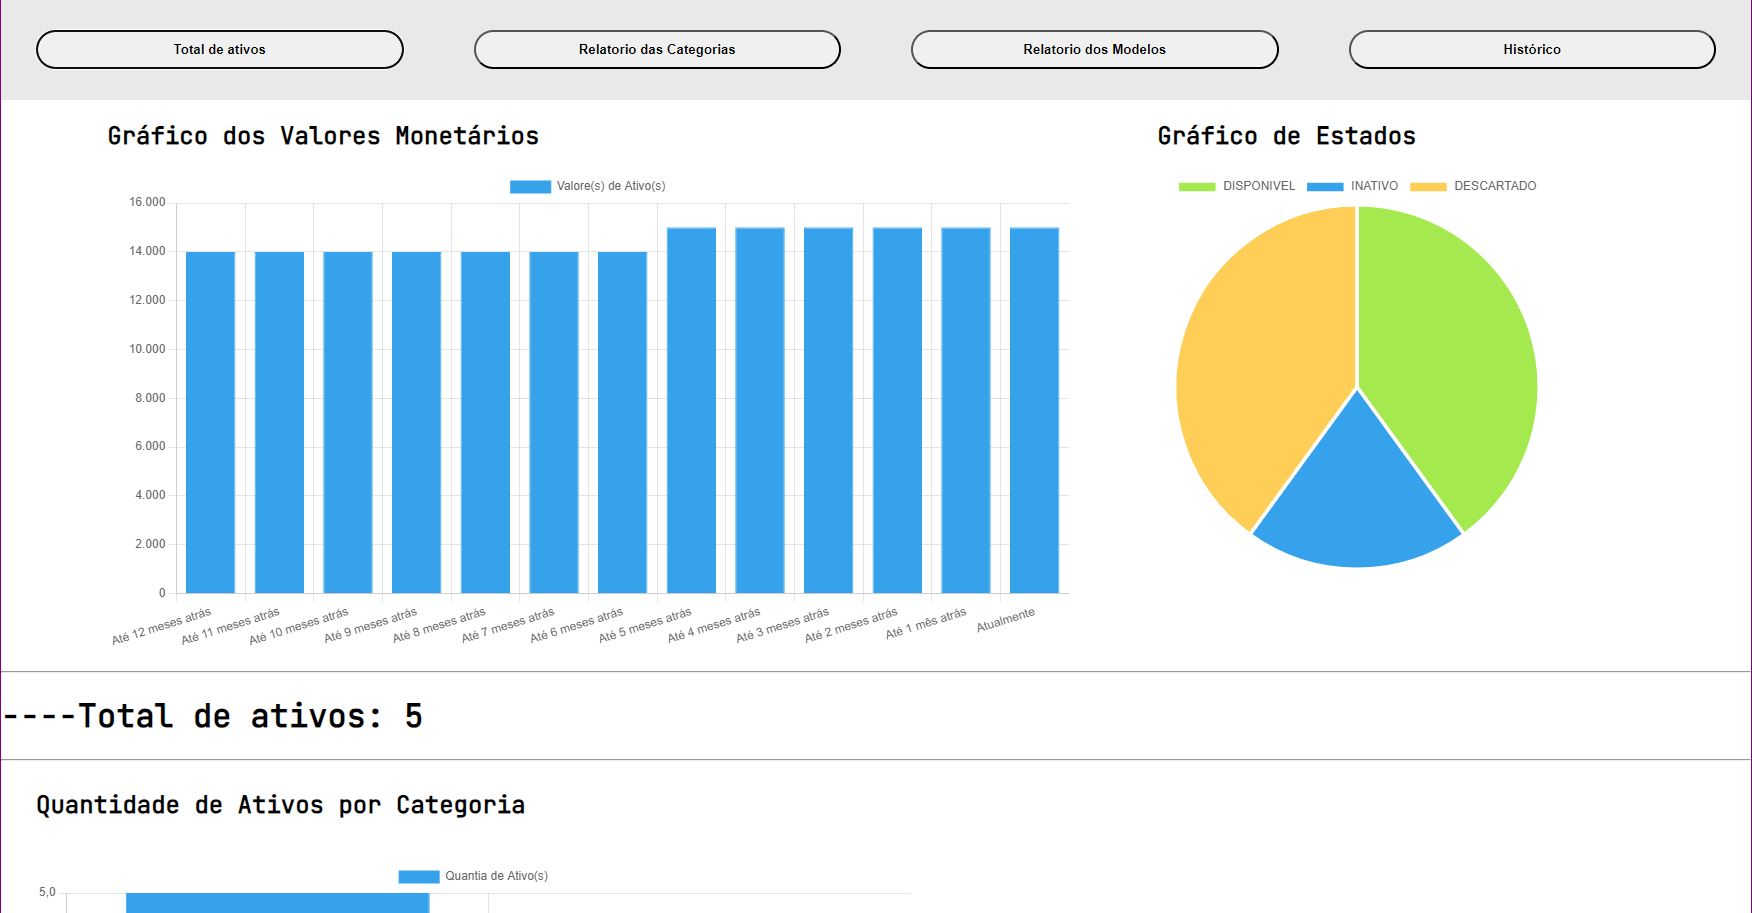 Total de ativos
Relatorio das Categorias
Relatorio dos Modelos
Histórico
Gráfico dos Valores Monetários
Valore(s) de Ativo(s)
16.000
14.000
12.000
10.000
8.000
6.000
4.000
2.000
0
Até 12 meses atrás
Até 11 meses atrás
Até 10 meses atrás
Até 9 meses atrás
Até 8 meses atrás
Até 7 meses atrás
Até 6 meses atrás
Até 5 meses atrás
Até 4 meses atrás
Até 3 meses atrás
Até 2 meses atrás
Até 1 mês atrás
Atualmente
Gráfico de Estados
DISPONIVEL
INATIVO
DESCARTADO
----Total de ativos: 5
Quantidade de Ativos por Categoria
Quantia de Ativo(s)
5,0